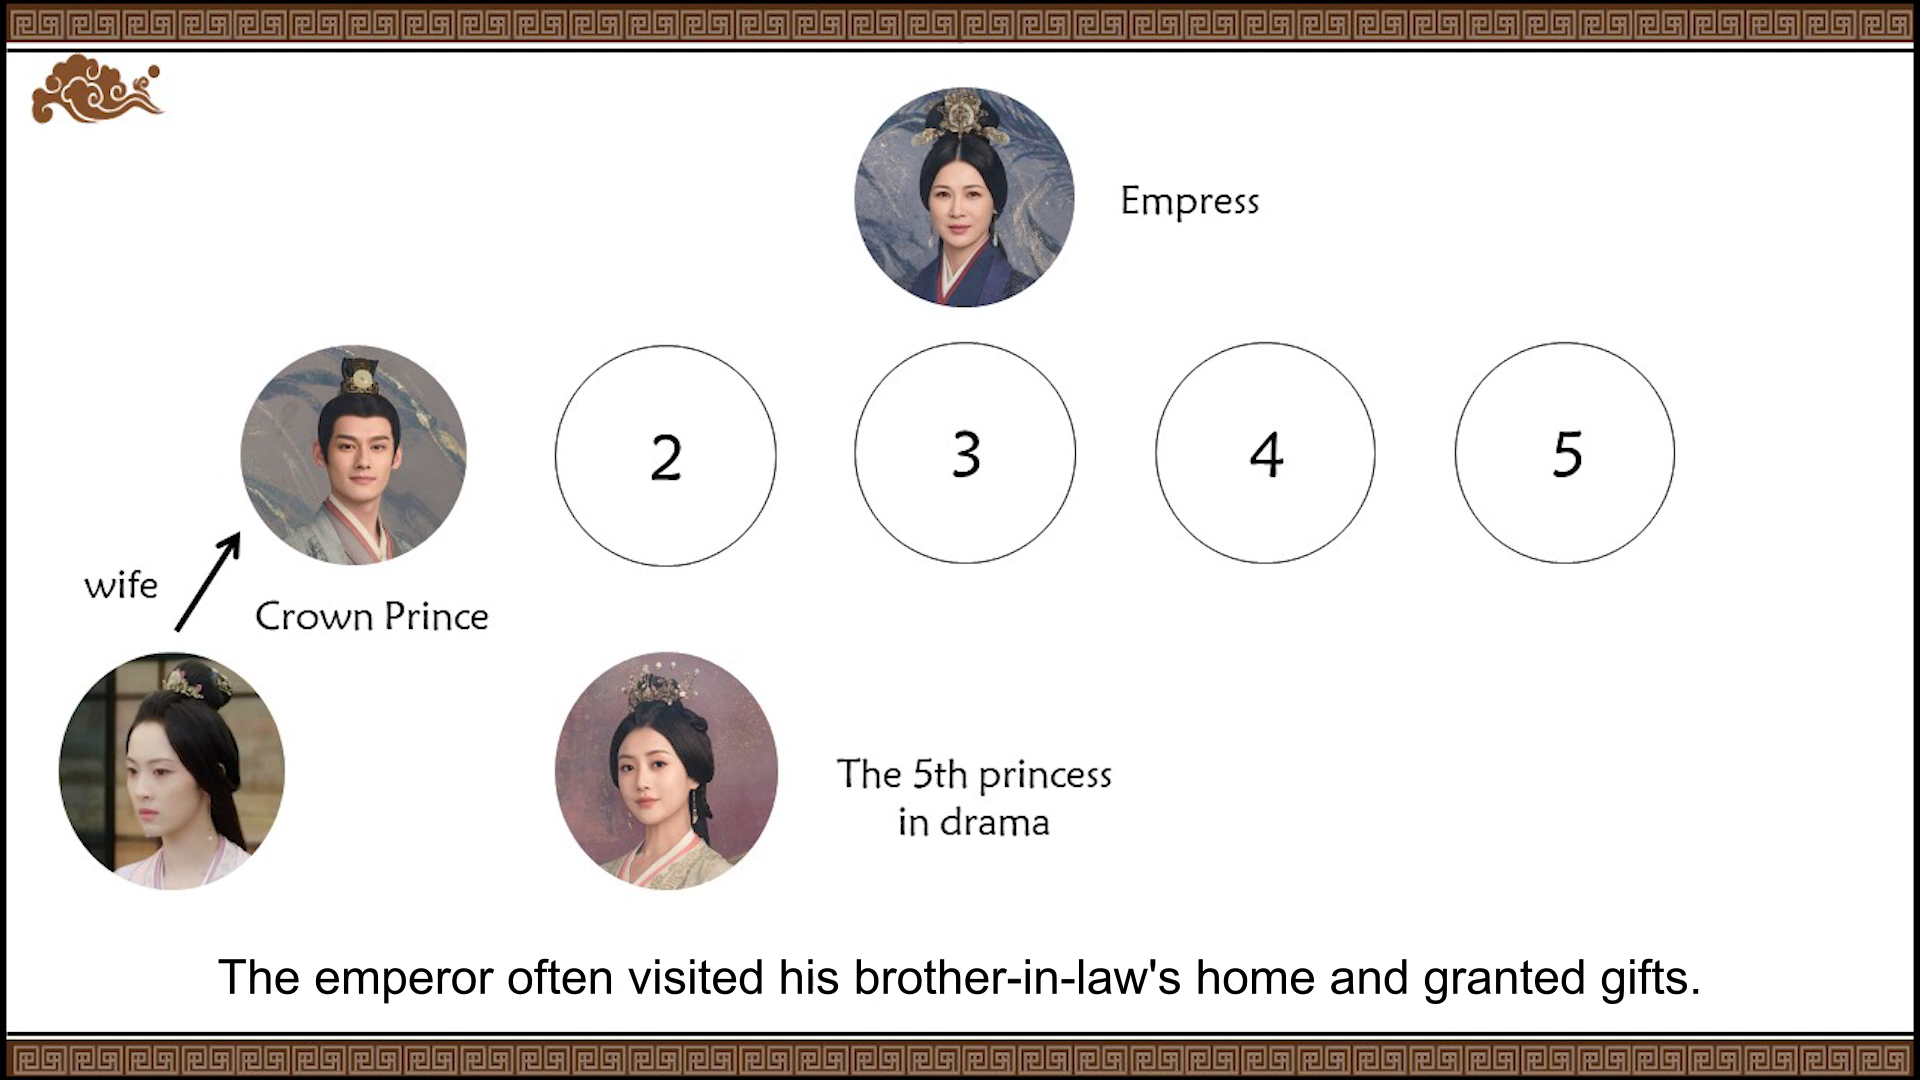 Empress
2
3
4
5
wife
Crown Prince
The 5th princess
in drama
The emperor often visited his brother-in-law's home and granted gifts.